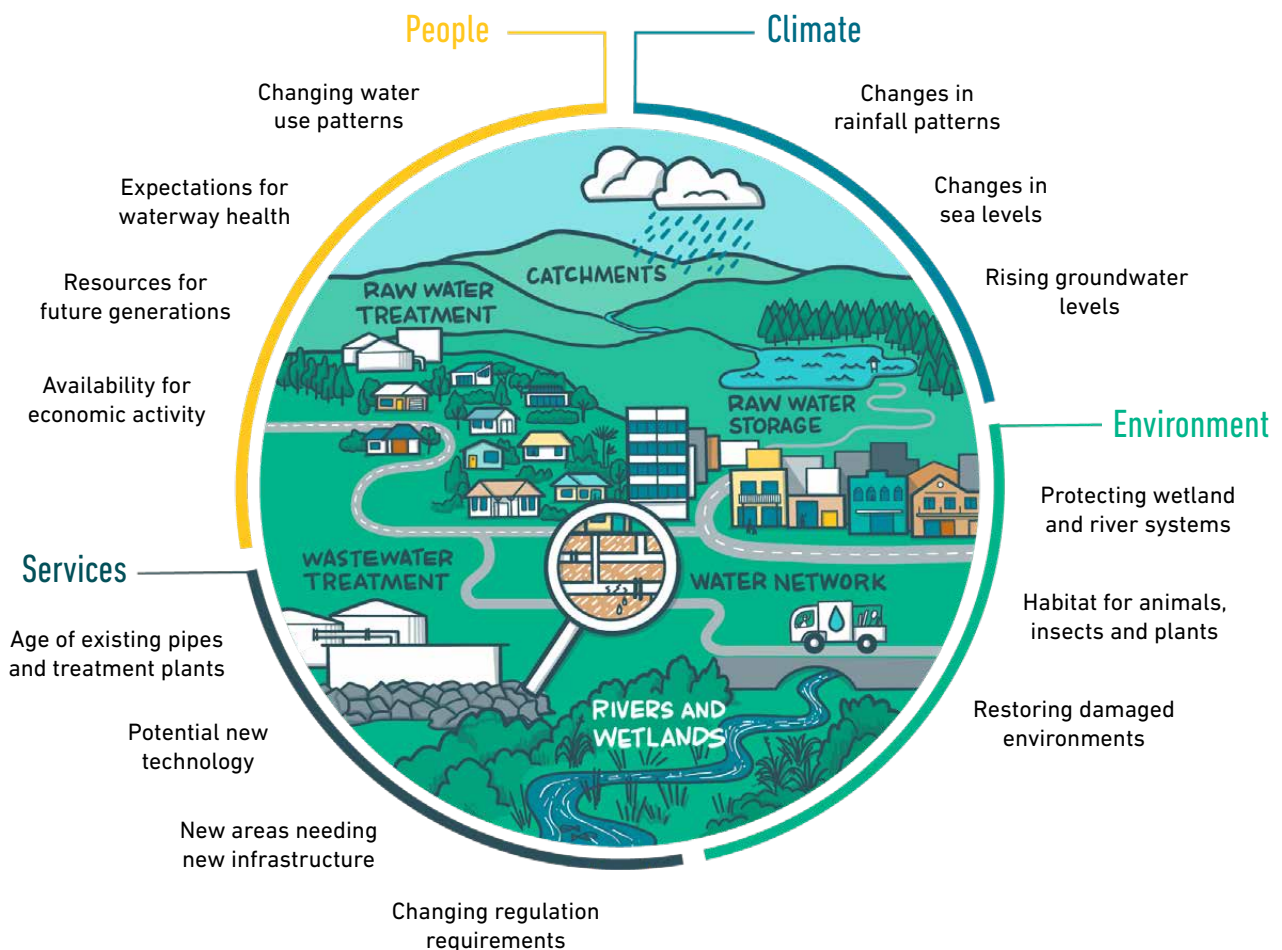 People
Changing water
use patterns
Expectations for
waterway health
Resources for
future generations
Availability for
economic activity
Climate
Changes in
rainfall patterns
Changes in
sea levels
Rising groundwater
levels
Environment
Protecting wetland
and river systems
Habitat for animals,
insects and plants
Restoring damaged
environments
Services
Age of existing pipes
and treatment plants
Potential new
technology
New areas needing
new infrastructure
Changing regulation
requirements
CATCHMENTS
RAW WATER
TREATMENT
RAW WATER
STORAGE
WASTEWATER
TREATMENT
WATER NETWORK
RIVERS AND
WETLANDS